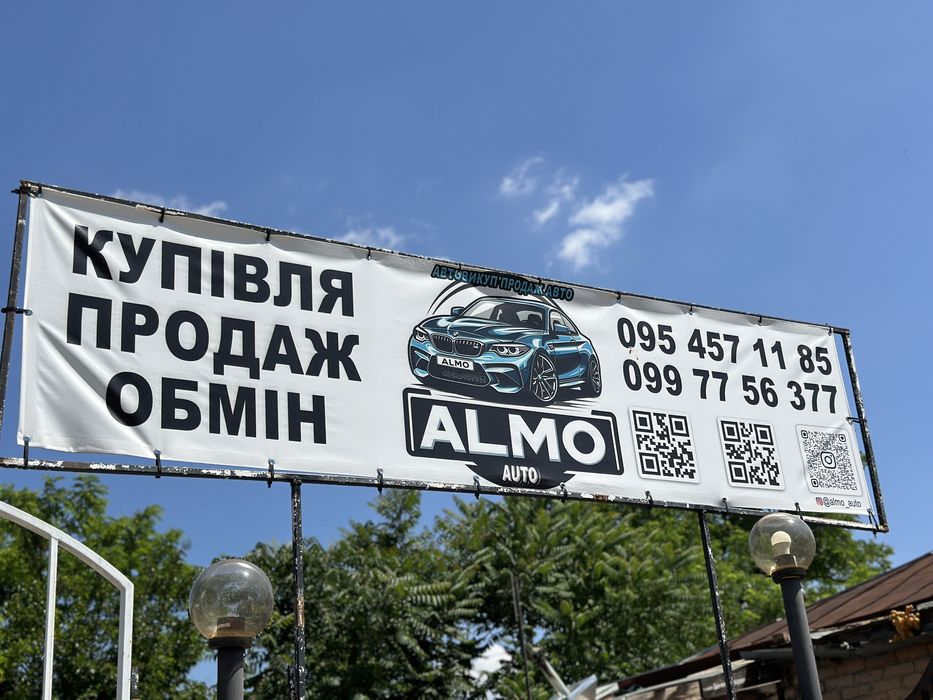 КУПІВЛЯ
ПРОДАЖ
ОБМІН
АВТОВИКУП ПРОДАЖ АВТО
ALMO
ALMO
AUTO
095 457 11 85
099 77 56 377
@almo_auto